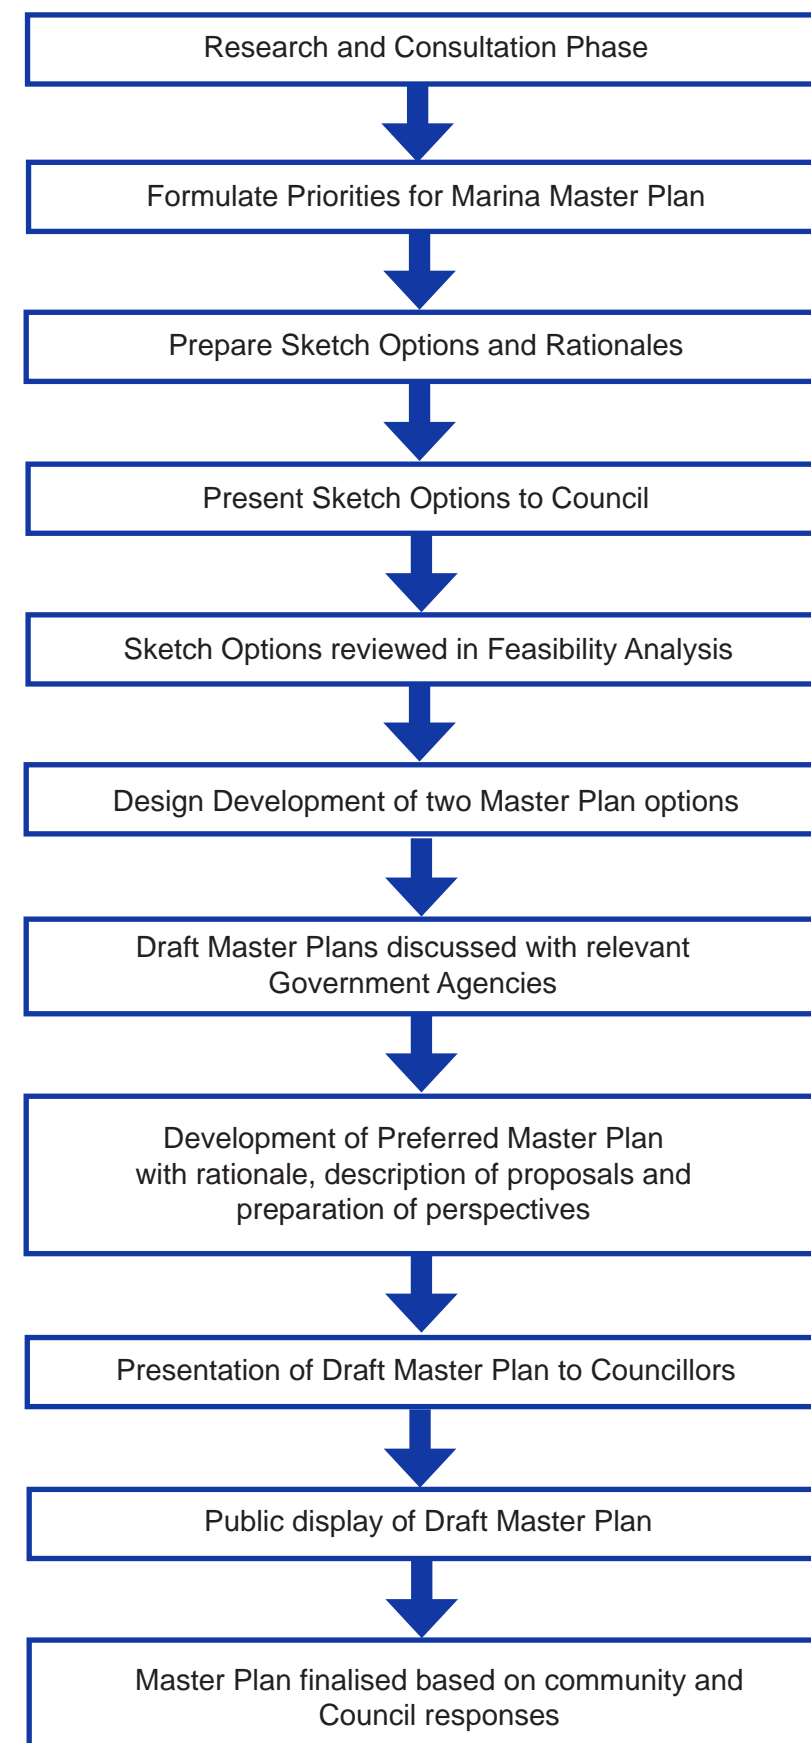 Research and Consultation Phase
Formulate Priorities for Marina Master Plan
Prepare Sketch Options and Rationales
Present Sketch Options to Council
Sketch Options reviewed in Feasibility Analysis
Design Development of two Master Plan options
Draft Master Plans discussed with relevant
Government Agencies
Development of Preferred Master Plan
with rationale, description of proposals and
preparation of perspectives
Presentation of Draft Master Plan to Councillors
Public display of Draft Master Plan
Master Plan finalised based on community and
Council responses